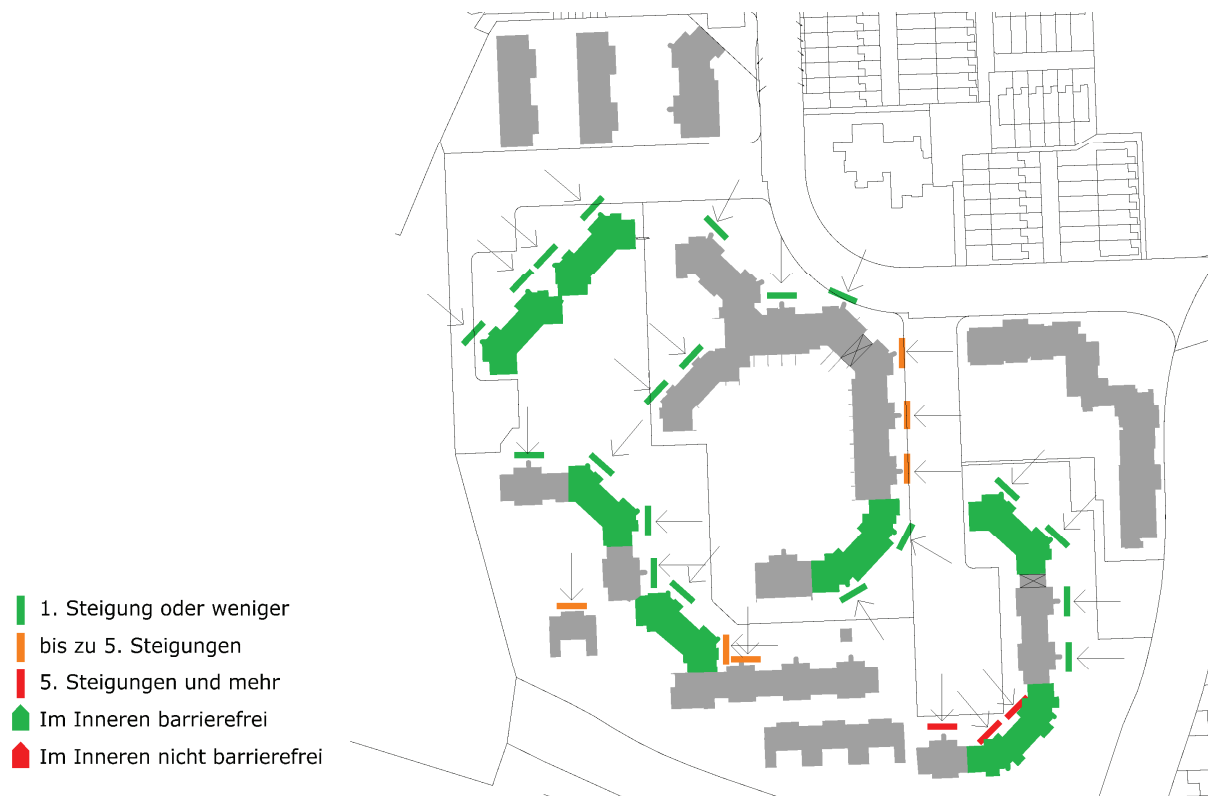 1. Steigung oder weniger
bis zu 5. Steigungen
5. Steigungen und mehr
Im Inneren barrierefrei
Im Inneren nicht barrierefrei